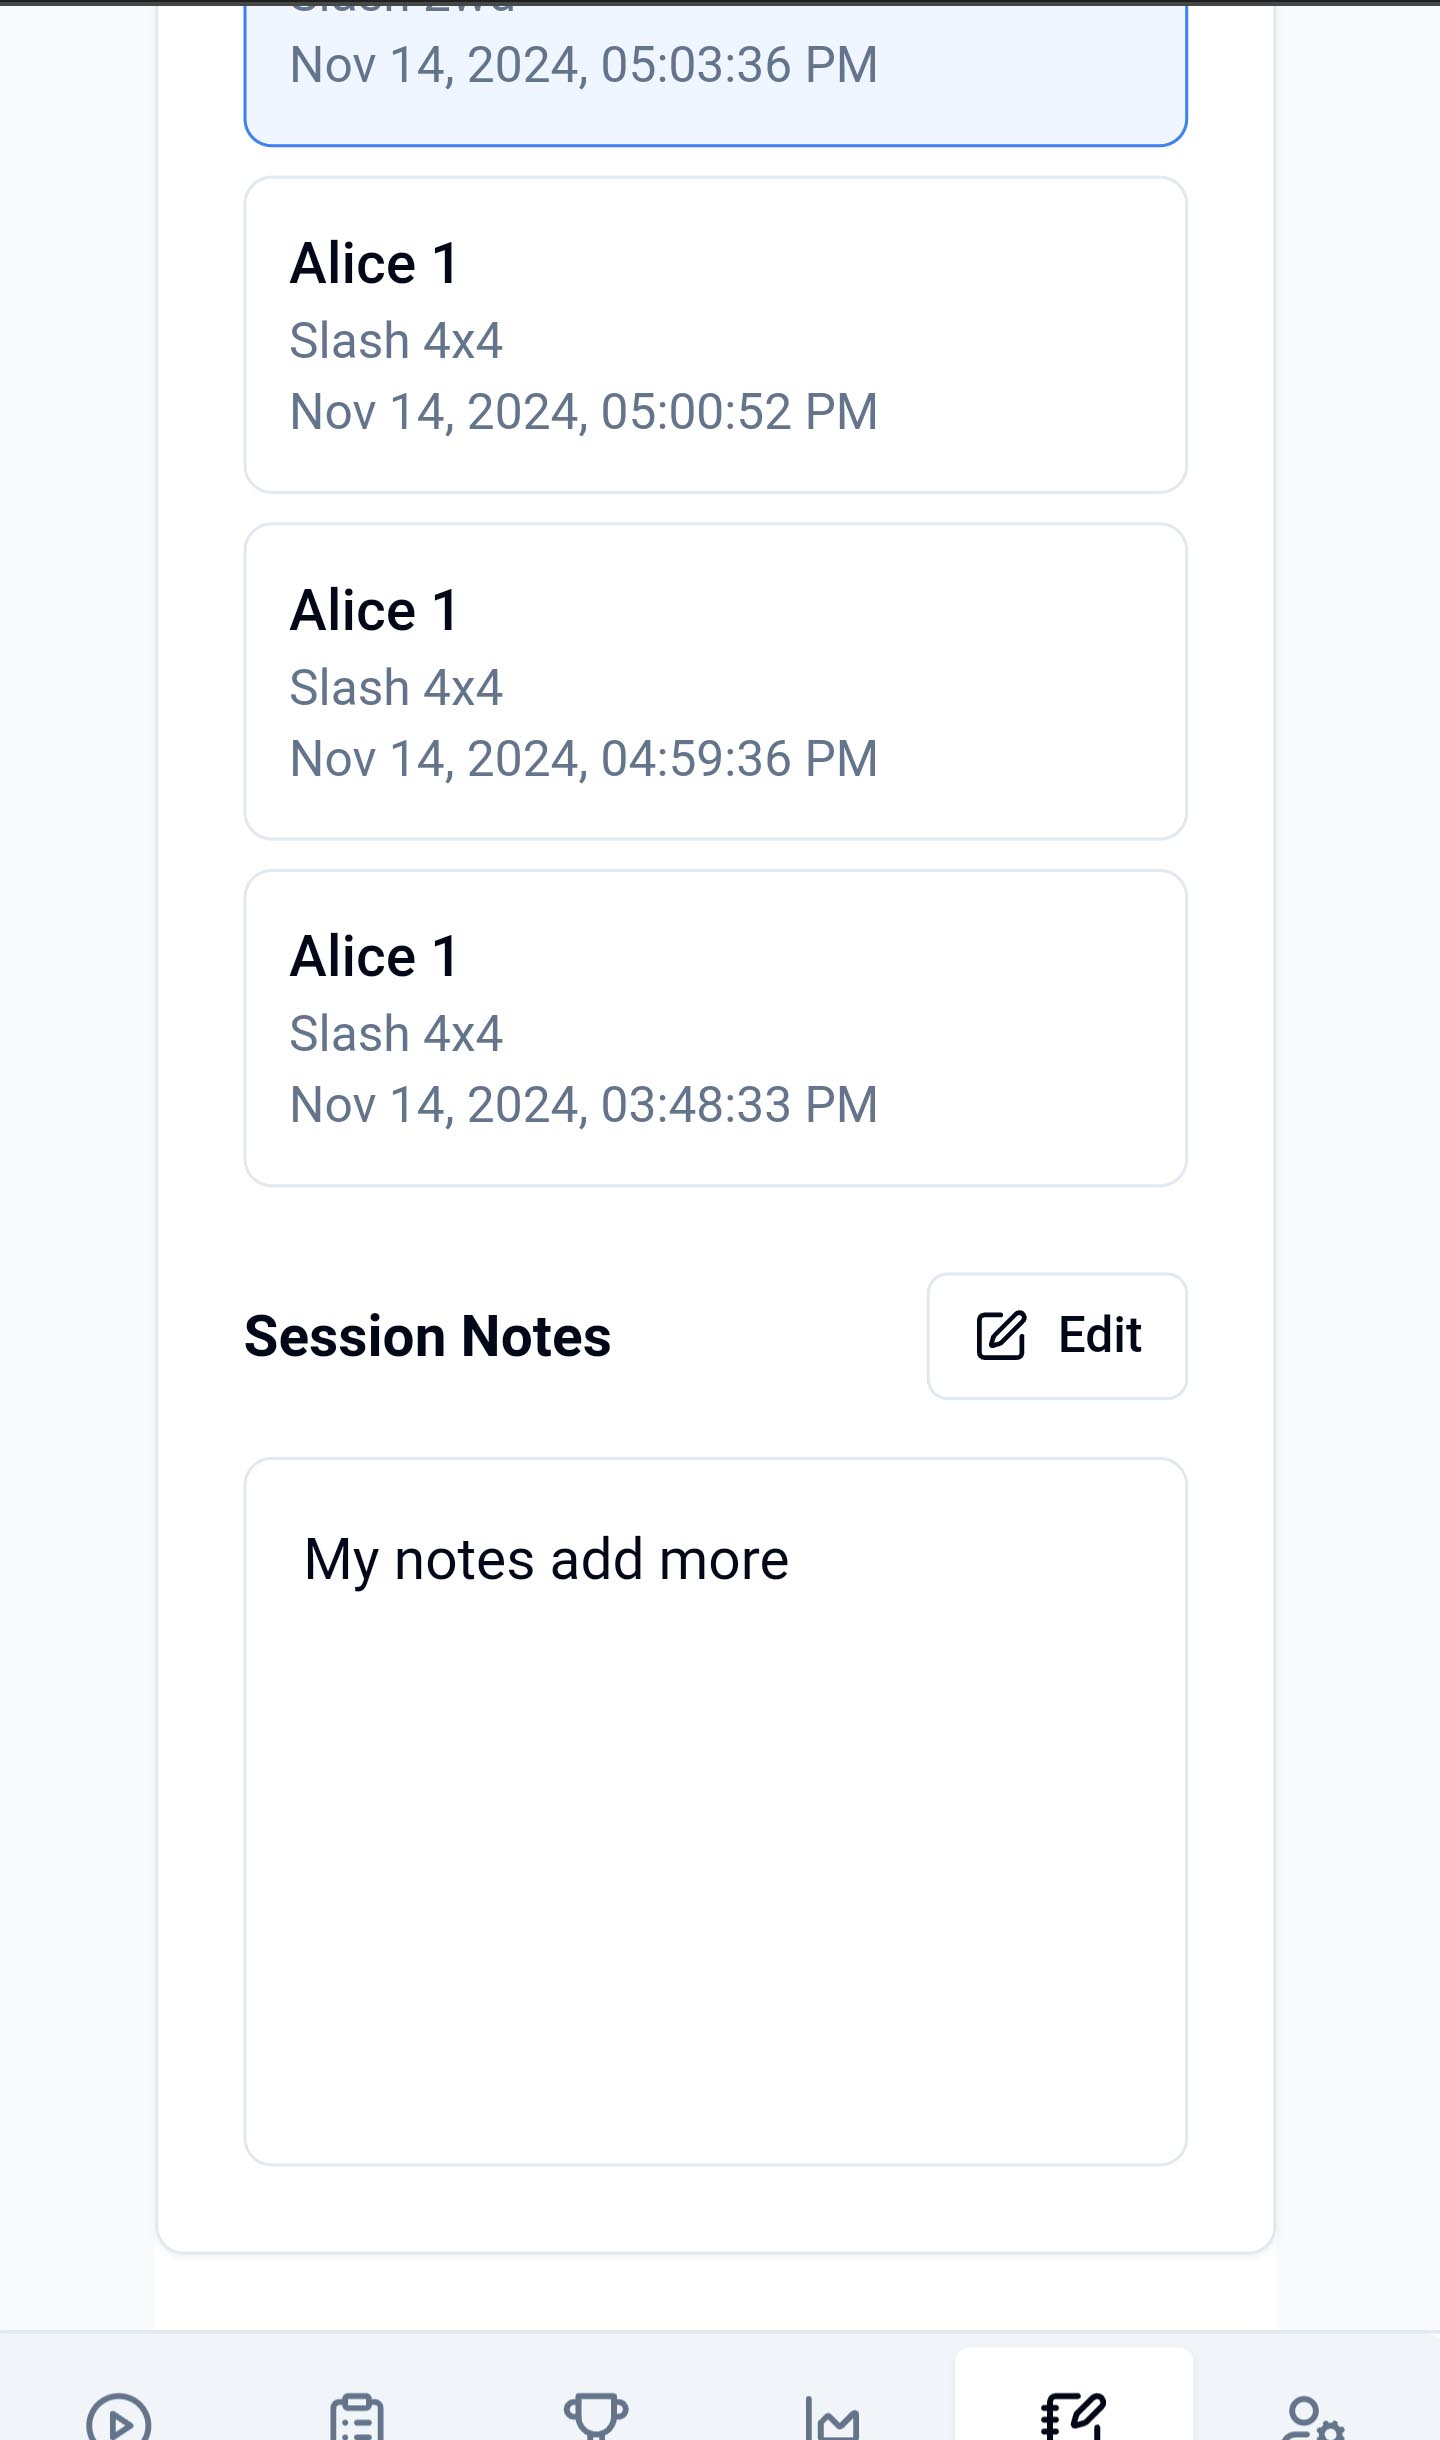 Nov 14, 2024, 05:03:36 PM
Alice 1
Slash 4x4
Nov 14, 2024, 05:00:52 PM
Alice 1
Slash 4x4
Nov 14, 2024, 04:59:36 PM
Alice 1
Slash 4x4
Nov 14, 2024, 03:48:33 PM
Session Notes
Edit
My notes add more